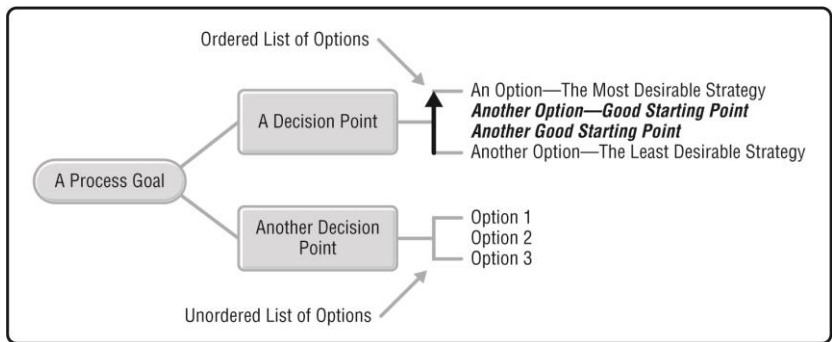 Ordered List of Options
An Option—The Most Desirable Strategy
Another Option—Good Starting Point
A Decision Point
Another Good Starting Point
Another Option—The Least Desirable Strategy
A Process Goal
Another Decision
Point
Option 1
Option 2
Option 3
Unordered List of Options